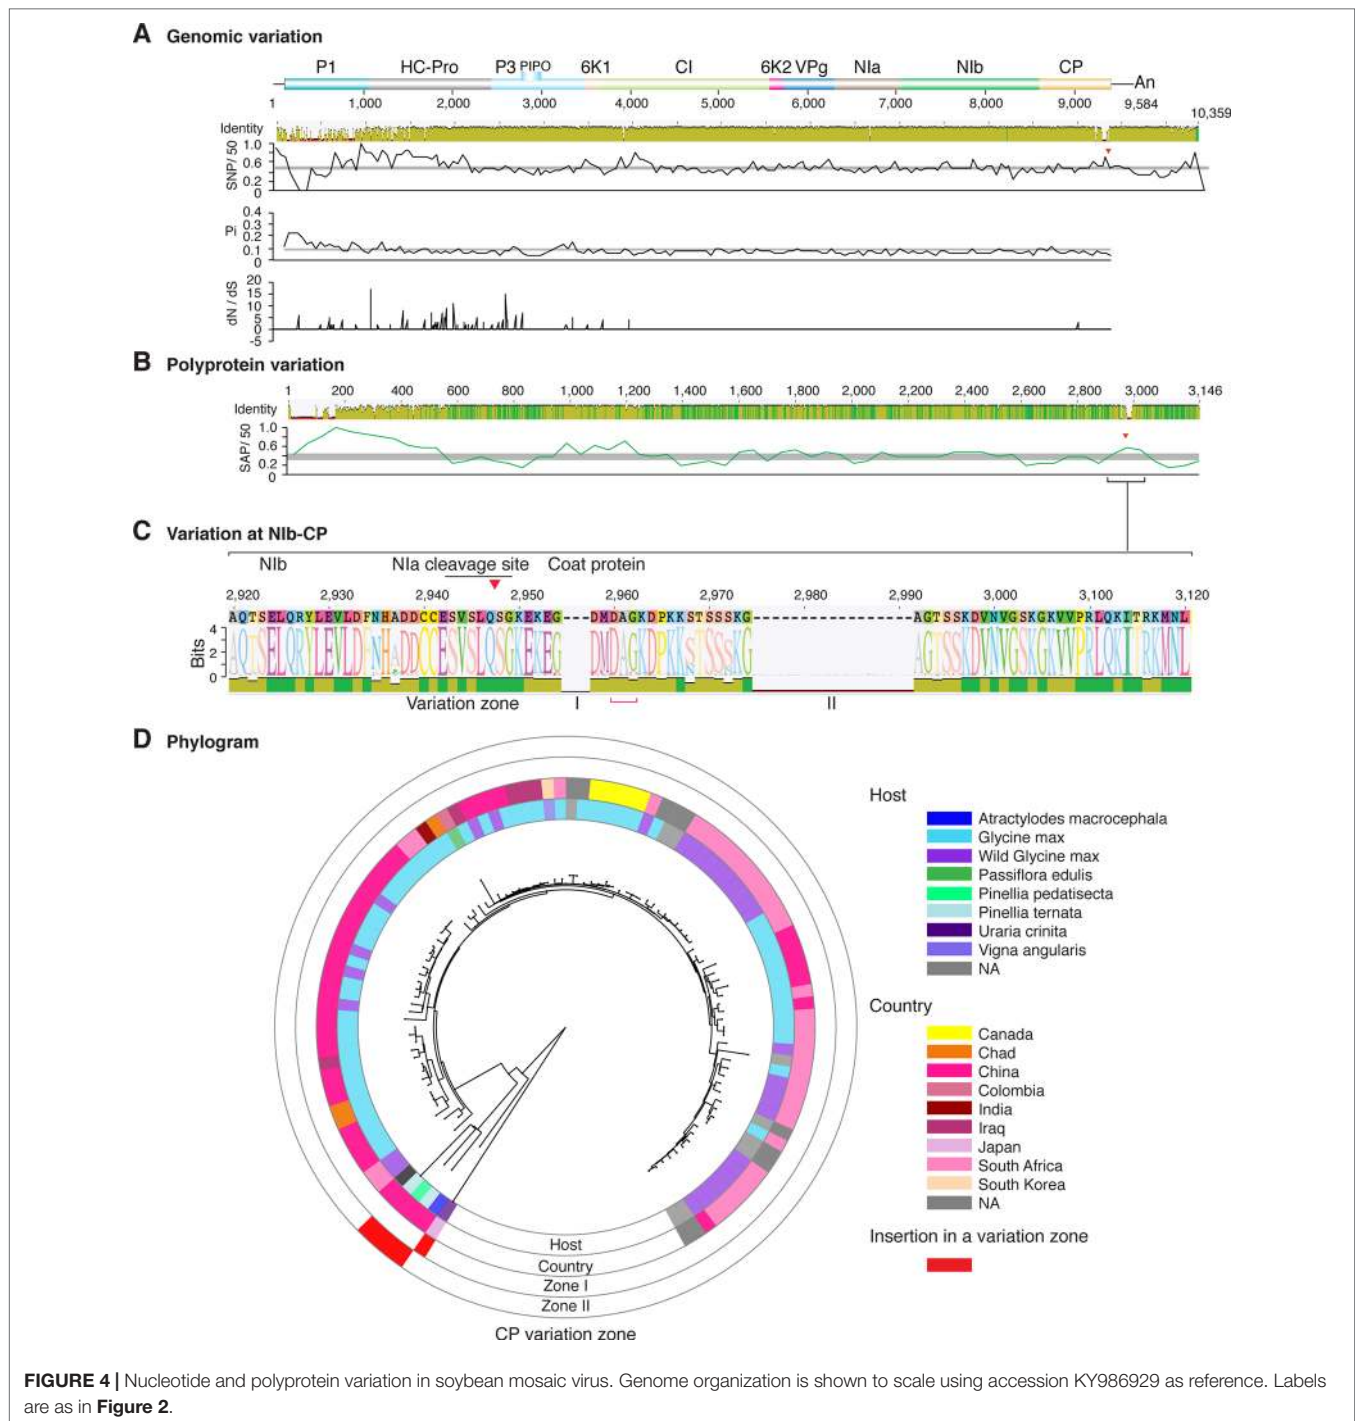 A Genomic variation
P1 HC-Pro P3 PIPO 6K1 CI 6K2 VPg NIa NIb CP
An
1 1,000 2,000 3,000 4,000 5,000 6,000 7,000 8,000 9,000 9,584
10,359
Identity
SNP/ 50
1.0
0.6
0.2
0
Pi
0.4
0.3
0.2
0.1
0
dN / dS
20
15
10
5
0
-5
B Polyprotein variation
1 200 400 600 800 1,000 1,200 1,400 1,600 1,800 2,000 2,200 2,400 2,600 2,800 3,000 3,146
Identity
SAP/ 50
1.0
0.6
0.2
0
C Variation at NIb-CP
NIb NIa cleavage site Coat protein
2,920 2,930 2,940 2,950 2,960 2,970 2,980 2,990 3,000 3,100 3,110 3,120
AQTSELQRYLEVLDFNHADDCCESVSLQSGKEKEG---DMDAGKDPKKSTSSSKG-----------------AGTSSKDVNVGSKGKVVPRLQKITRKMNL
Bits
4
2
0
Variation zone I II
D Phylogram
Host
Atractylodes macrocephala
Glycine max
Wild Glycine max
Passiflora edulis
Pinellia pedatisecta
Pinellia ternata
Uraria crinita
Vigna angularis
NA
Country
Canada
Chad
China
Colombia
India
Iraq
Japan
South Africa
South Korea
NA
Insertion in a variation zone
Host
Country
Zone I
Zone II
CP variation zone
FIGURE 4 | Nucleotide and polyprotein variation in soybean mosaic virus. Genome organization is shown to scale using accession KY986929 as reference. Labels
are as in Figure 2.